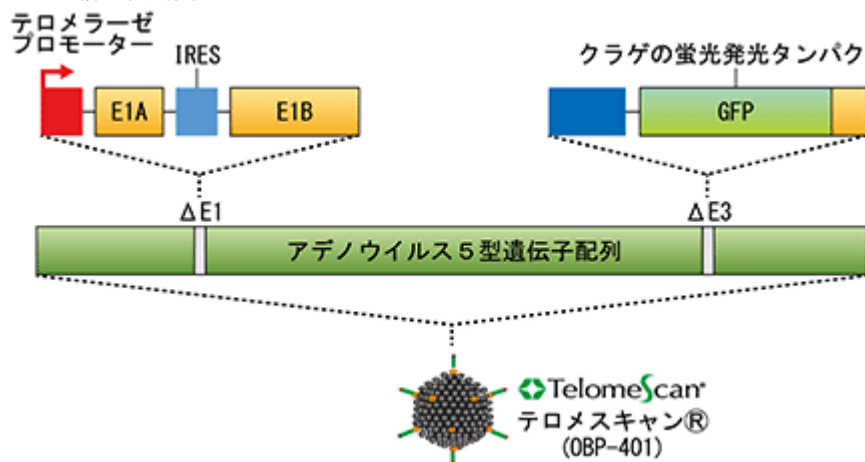 テロメラーゼ
プロモーター
IRES
クラゲの蛍光発光タンパク
E1A
E1B
GFP
ΔE1
ΔE3
アデノウイルス5型遺伝子配列
TelomeScan®
テロメスキャン®
(OBP-401)